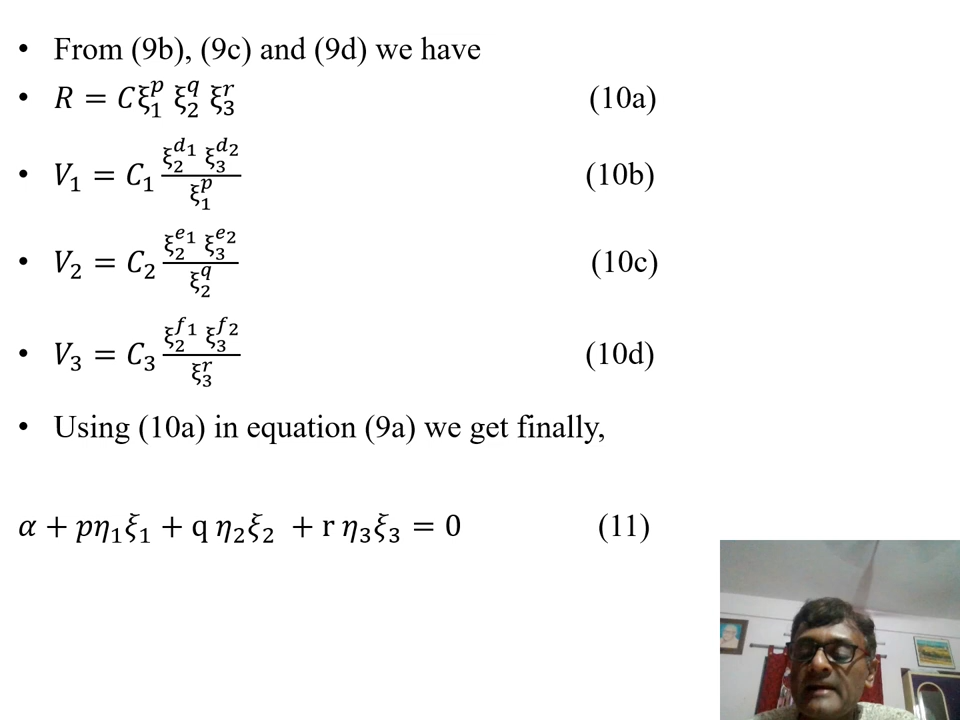 • From (9b), (9c) and (9d) we have
• R = Cξ₁^p ξ₂^q ξ₃^r (10a)
• V₁ = C₁ (ξ₂^{d1} ξ₃^{d2})/(ξ₁^p) (10b)
• V₂ = C₂ (ξ₂^{e1} ξ₃^{e2})/(ξ₂^q) (10c)
• V₃ = C₃ (ξ₂^{f1} ξ₃^{f2})/(ξ₃^r) (10d)
• Using (10a) in equation (9a) we get finally,
α + pη₁ξ₁ + q η₂ξ₂ + r η₃ξ₃ = 0 (11)